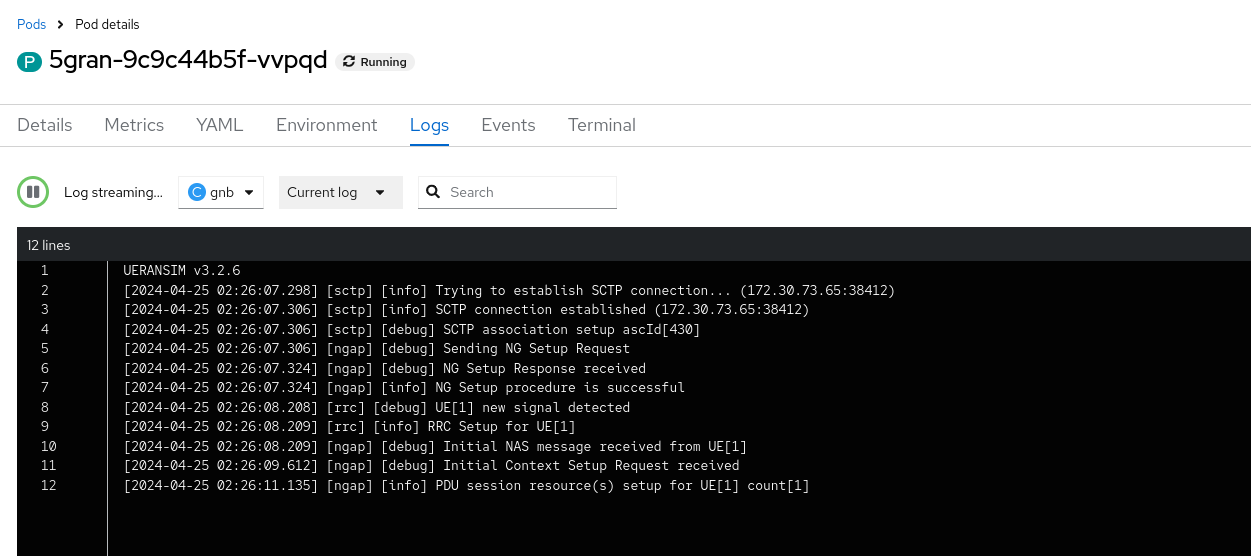 Pods > Pod details
P 5gran-9c9c44b5f-vvpqd Running
Details Metrics YAML Environment Logs Events Terminal
Log streaming... C gnb Current log Search
12 lines
1 UERANSIM v3.2.6
2 [2024-04-25 02:26:07.298] [sctp] [info] Trying to establish SCTP connection... (172.30.73.65:38412)
3 [2024-04-25 02:26:07.306] [sctp] [info] SCTP connection established (172.30.73.65:38412)
4 [2024-04-25 02:26:07.306] [sctp] [debug] SCTP association setup ascId[430]
5 [2024-04-25 02:26:07.306] [ngap] [debug] Sending NG Setup Request
6 [2024-04-25 02:26:07.324] [ngap] [debug] NG Setup Response received
7 [2024-04-25 02:26:07.324] [ngap] [info] NG Setup procedure is successful
8 [2024-04-25 02:26:08.208] [rrc] [debug] UE[1] new signal detected
9 [2024-04-25 02:26:08.209] [rrc] [info] RRC Setup for UE[1]
10 [2024-04-25 02:26:08.209] [ngap] [debug] Initial NAS message received from UE[1]
11 [2024-04-25 02:26:09.612] [ngap] [debug] Initial Context Setup Request received
12 [2024-04-25 02:26:11.135] [ngap] [info] PDU session resource(s) setup for UE[1] count[1]